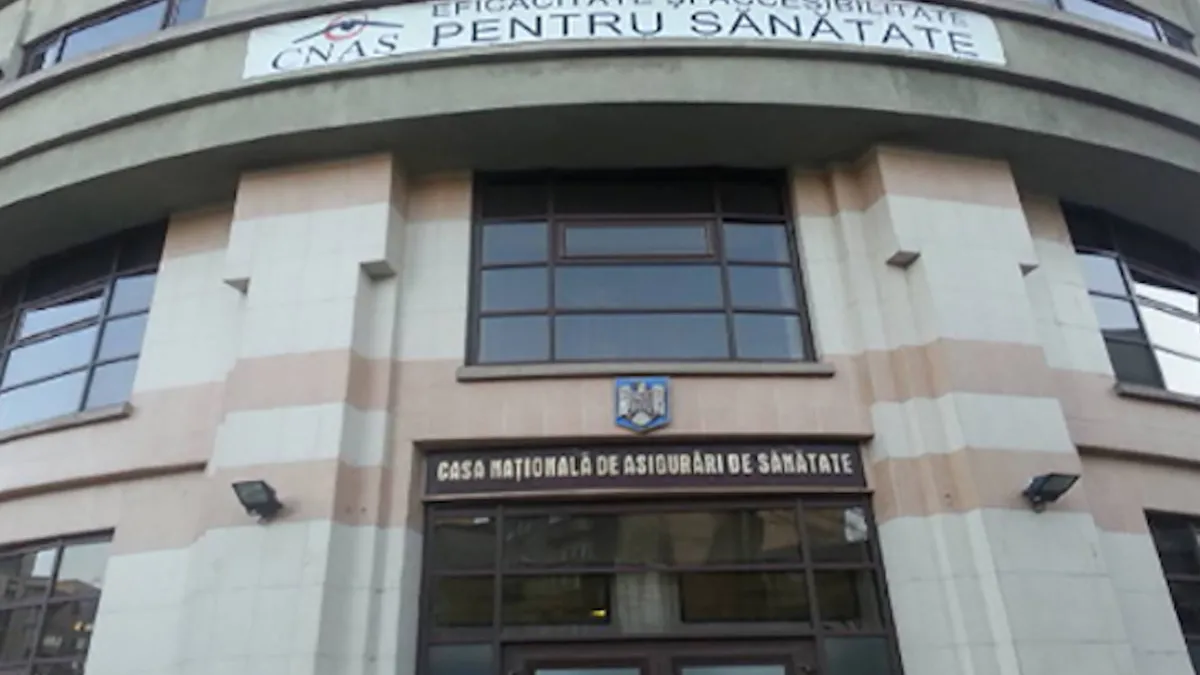 EFICACITATE ȘI ACCESIBILITATE
CNAS PENTRU SĂNĂTATE
CASA NAȚIONALĂ DE ASIGURĂRI DE SĂNĂTATE